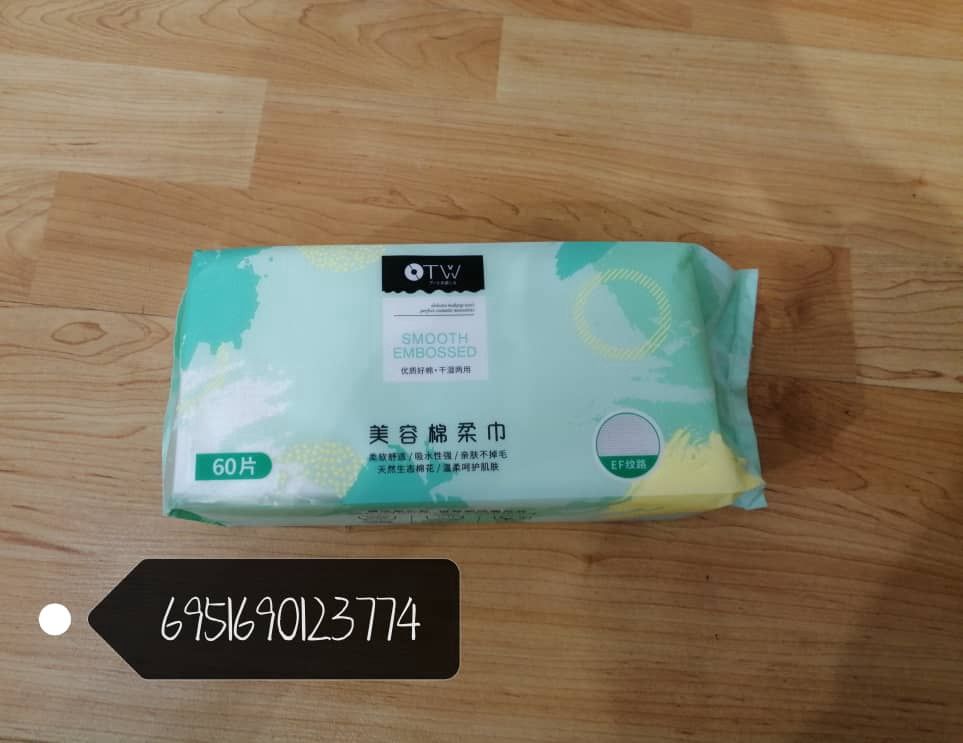 OTW
SMOOTH
EMBOSSED
优质好棉·干湿两用
美容棉柔巾
柔软舒适/吸水性强/亲肤不掉毛
天然生态棉花/温柔呵护肌肤
60片
EF纹路
6951690123774